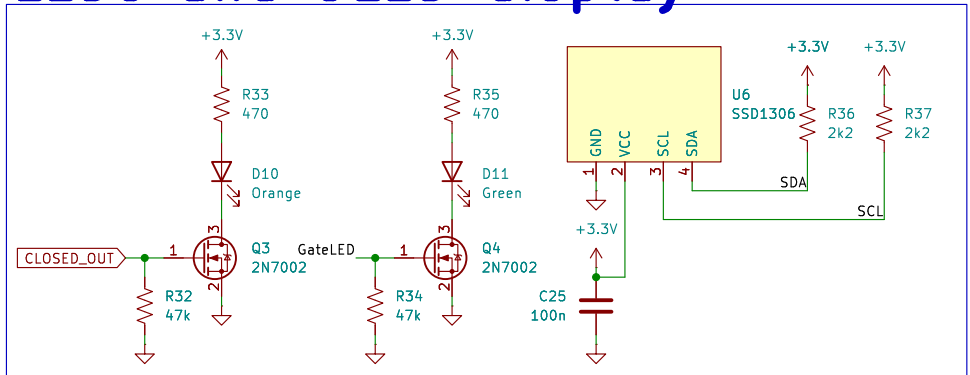 +3.3V
R33
470
D10
Orange
CLOSED_OUT
1
3
2
Q3
2N7002
R32
47k
+3.3V
R35
470
D11
Green
GateLED
1
3
2
Q4
2N7002
R34
47k
U6
SSD1306
GND
VCC
SCL
SDA
1
2
3
4
+3.3V
C25
100n
+3.3V
R36
2k2
SDA
+3.3V
R37
2k2
SCL